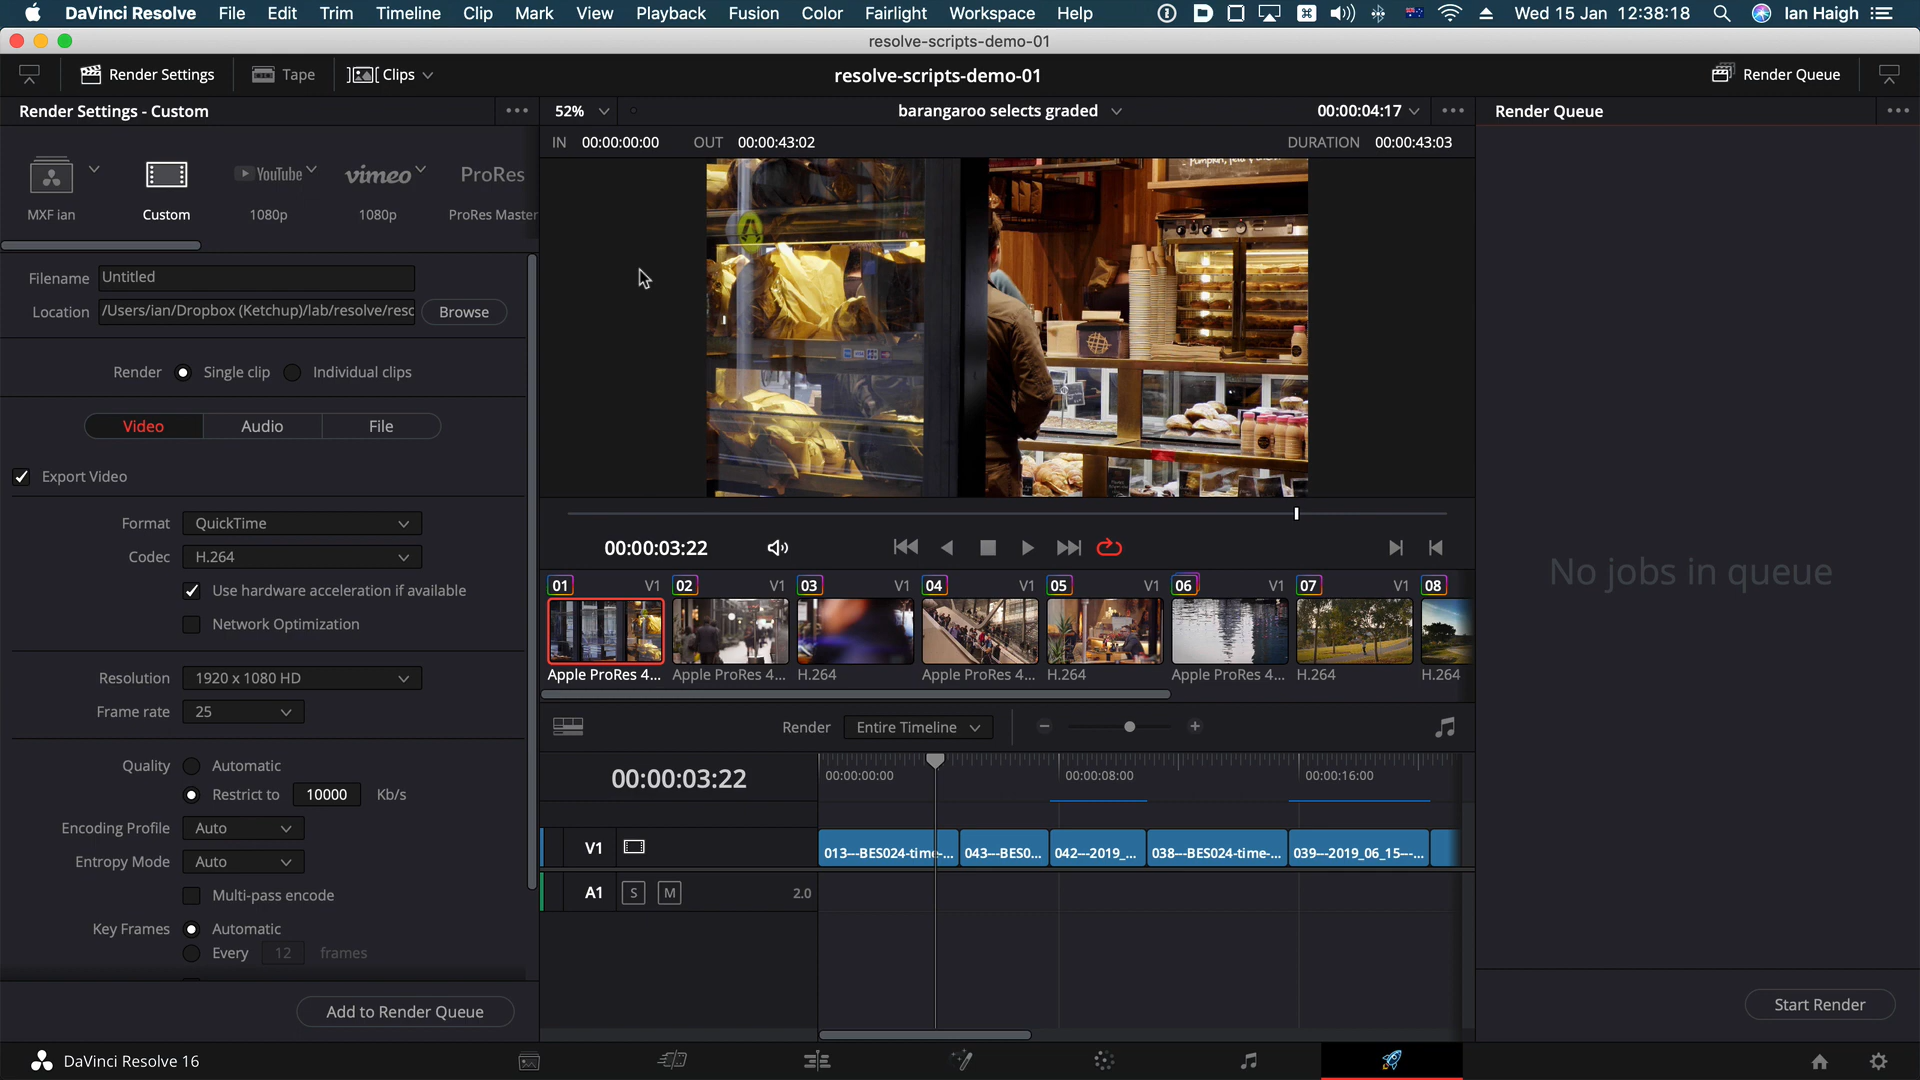 DaVinci Resolve File Edit Trim Timeline Clip Mark View Playback Fusion Color Fairlight Workspace Help Wed 15 Jan 12:38:18 Ian Haigh
resolve-scripts-demo-01
Render Settings Tape Clips resolve-scripts-demo-01 Render Queue
Render Settings - Custom 52% barangaroo selects graded 00:00:04:17 Render Queue
IN 00:00:00:00 OUT 00:00:43:02 DURATION 00:00:43:03
YouTube vimeo ProRes
MXF ian Custom 1080p 1080p ProRes Master
Filename Untitled
Location /Users/ian/Dropbox (Ketchup)/lab/resolve/reso Browse
Render Single clip Individual clips
Video Audio File
Export Video
Format QuickTime
Codec H.264
Use hardware acceleration if available
Network Optimization
Resolution 1920 x 1080 HD
Frame rate 25
Quality Automatic
Restrict to 10000 Kb/s
Encoding Profile Auto
Entropy Mode Auto
Multi-pass encode
Key Frames Automatic
Every 12 frames
Add to Render Queue
00:00:03:22
01 V1 02 V1 03 V1 04 V1 05 V1 06 V1 07 V1 08
Apple ProRes 4... Apple ProRes 4... H.264 Apple ProRes 4... H.264 Apple ProRes 4... H.264 H.264
Render Entire Timeline
00:00:03:22 00:00:00:00 00:00:08:00 00:00:16:00
V1 013---BES024-time-... 043---BES0... 042---2019_... 038---BES024-time-... 039---2019_06_15---...
A1 S M 2.0
No jobs in queue
Start Render
DaVinci Resolve 16